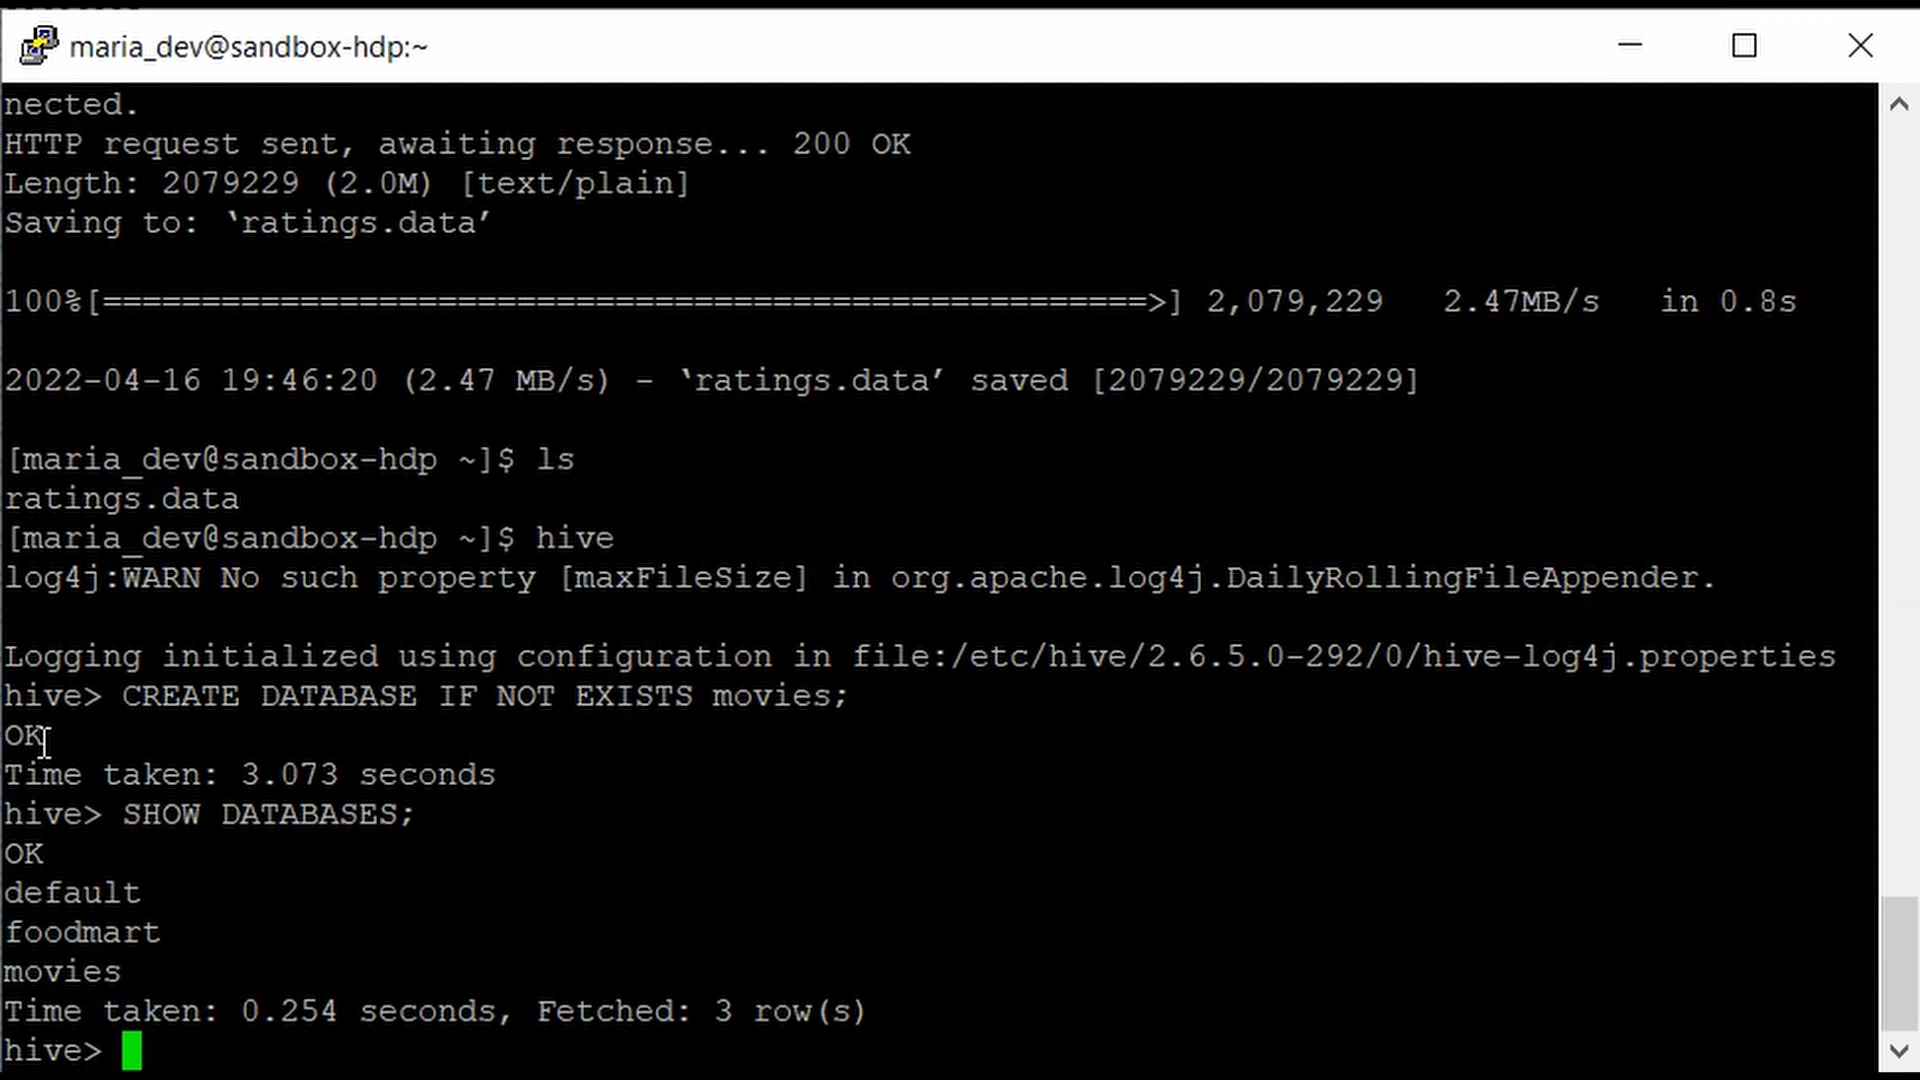 maria_dev@sandbox-hdp:~
nected.
HTTP request sent, awaiting response... 200 OK
Length: 2079229 (2.0M) [text/plain]
Saving to: ‘ratings.data’
100%[=====================================================>] 2,079,229   2.47MB/s   in 0.8s
2022-04-16 19:46:20 (2.47 MB/s) - ‘ratings.data’ saved [2079229/2079229]
[maria_dev@sandbox-hdp ~]$ ls
ratings.data
[maria_dev@sandbox-hdp ~]$ hive
log4j:WARN No such property [maxFileSize] in org.apache.log4j.DailyRollingFileAppender.
Logging initialized using configuration in file:/etc/hive/2.6.5.0-292/0/hive-log4j.properties
hive> CREATE DATABASE IF NOT EXISTS movies;
OK
Time taken: 3.073 seconds
hive> SHOW DATABASES;
OK
default
foodmart
movies
Time taken: 0.254 seconds, Fetched: 3 row(s)
hive>